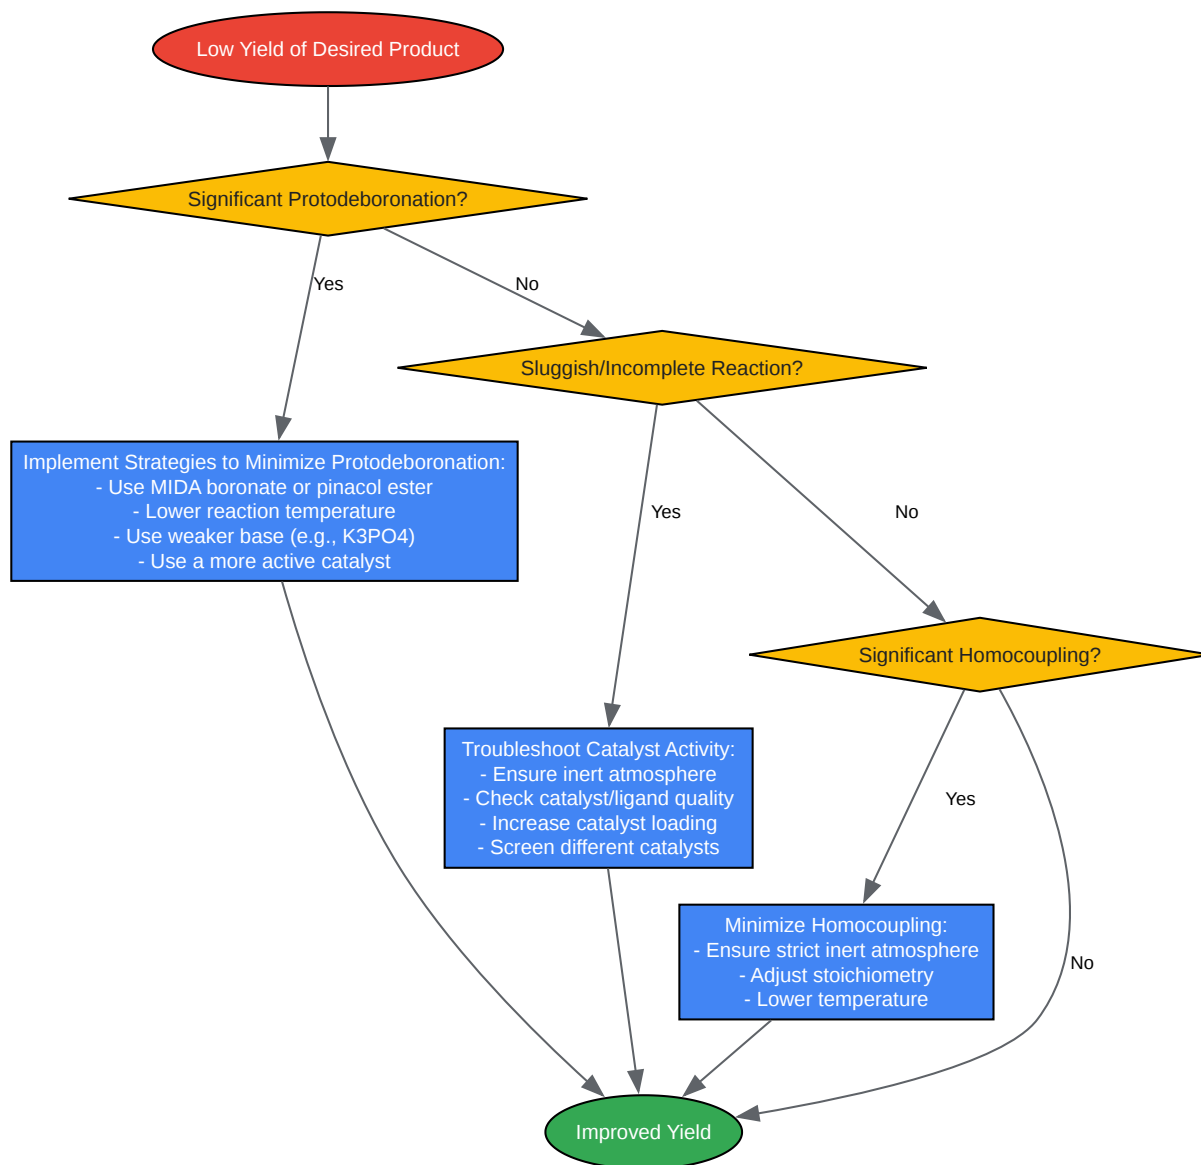 Low Yield of Desired Product
Significant Protodeboronation?
Yes
No
Sluggish/Incomplete Reaction?
Implement Strategies to Minimize Protodeboronation:
- Use MIDA boronate or pinacol ester
- Lower reaction temperature
- Use weaker base (e.g., K3PO4)
- Use a more active catalyst
Yes
No
Significant Homocoupling?
Troubleshoot Catalyst Activity:
- Ensure inert atmosphere
- Check catalyst/ligand quality
- Increase catalyst loading
- Screen different catalysts
Yes
Minimize Homocoupling:
- Ensure strict inert atmosphere
- Adjust stoichiometry
- Lower temperature
No
Improved Yield